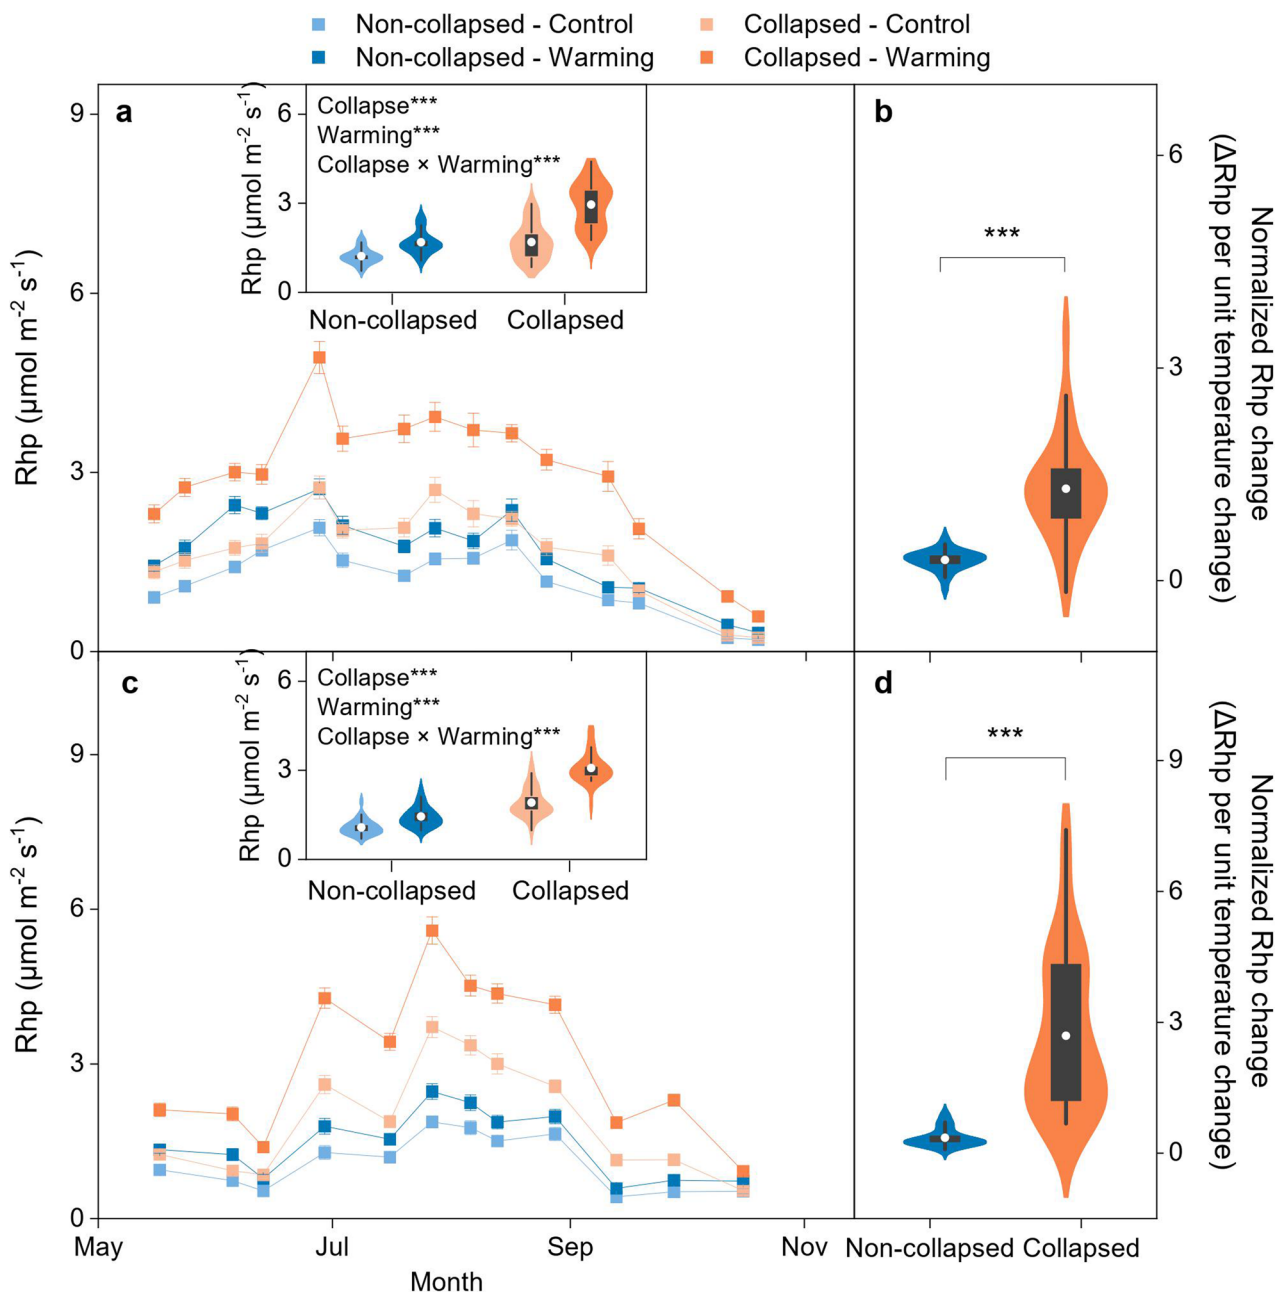 Non-collapsed - Control
Collapsed - Control
Non-collapsed - Warming
Collapsed - Warming
a
9
6
3
0
Rhp (μmol m-2 s-1)
Rhp (μmol m-2 s-1)
6
3
0
Collapse***
Warming***
Collapse × Warming***
Non-collapsed
Collapsed
b
***
6
3
0
Normalized Rhp change
(ΔRhp per unit temperature change)
c
9
6
3
0
Rhp (μmol m-2 s-1)
Rhp (μmol m-2 s-1)
6
3
0
Collapse***
Warming***
Collapse × Warming***
Non-collapsed
Collapsed
May
Jul
Sep
Nov
Month
d
***
9
6
3
0
Normalized Rhp change
(ΔRhp per unit temperature change)
Non-collapsed
Collapsed